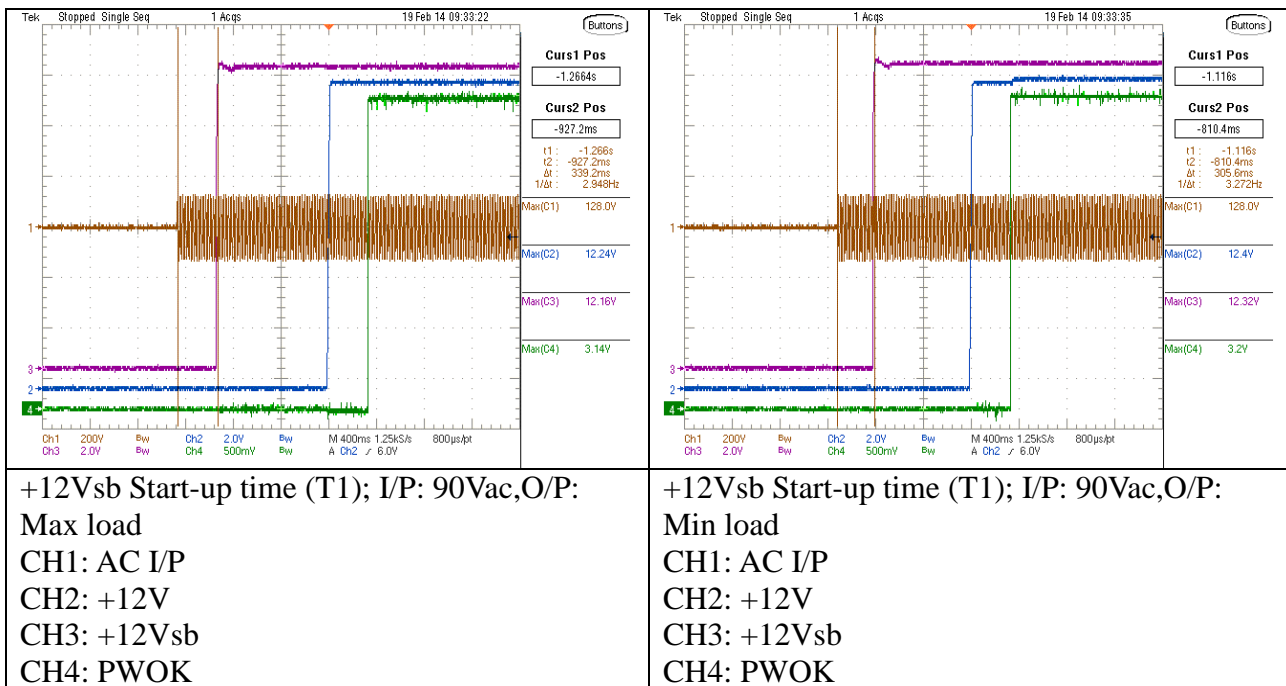 Tek Stopped Single Seq 1 Acqs 19 Feb 14 09:33:22
Buttons
Curs1 Pos
-1.2664s
Curs2 Pos
-927.2ms
t1 : -1.266s
t2 : -927.2ms
Δt : 339.2ms
1/Δt : 2.948Hz
Max(C1) 128.0V
Max(C2) 12.24V
Max(C3) 12.16V
Max(C4) 3.14V
1
3
2
4
Ch1 200V Bw Ch2 2.0V Bw M 400ms 1.25kS/s 800µs/pt
Ch3 2.0V Bw Ch4 500mV Bw A Ch2 ⁄ 6.0V
+12Vsb Start-up time (T1); I/P: 90Vac,O/P:
Max load
CH1: AC I/P
CH2: +12V
CH3: +12Vsb
CH4: PWOK
Tek Stopped Single Seq 1 Acqs 19 Feb 14 09:33:35
Buttons
Curs1 Pos
-1.116s
Curs2 Pos
-810.4ms
t1 : -1.116s
t2 : -810.4ms
Δt : 305.6ms
1/Δt : 3.272Hz
Max(C1) 128.0V
Max(C2) 12.4V
Max(C3) 12.32V
Max(C4) 3.2V
1
3
2
4
Ch1 200V Bw Ch2 2.0V Bw M 400ms 1.25kS/s 800µs/pt
Ch3 2.0V Bw Ch4 500mV Bw A Ch2 ⁄ 6.0V
+12Vsb Start-up time (T1); I/P: 90Vac,O/P:
Min load
CH1: AC I/P
CH2: +12V
CH3: +12Vsb
CH4: PWOK